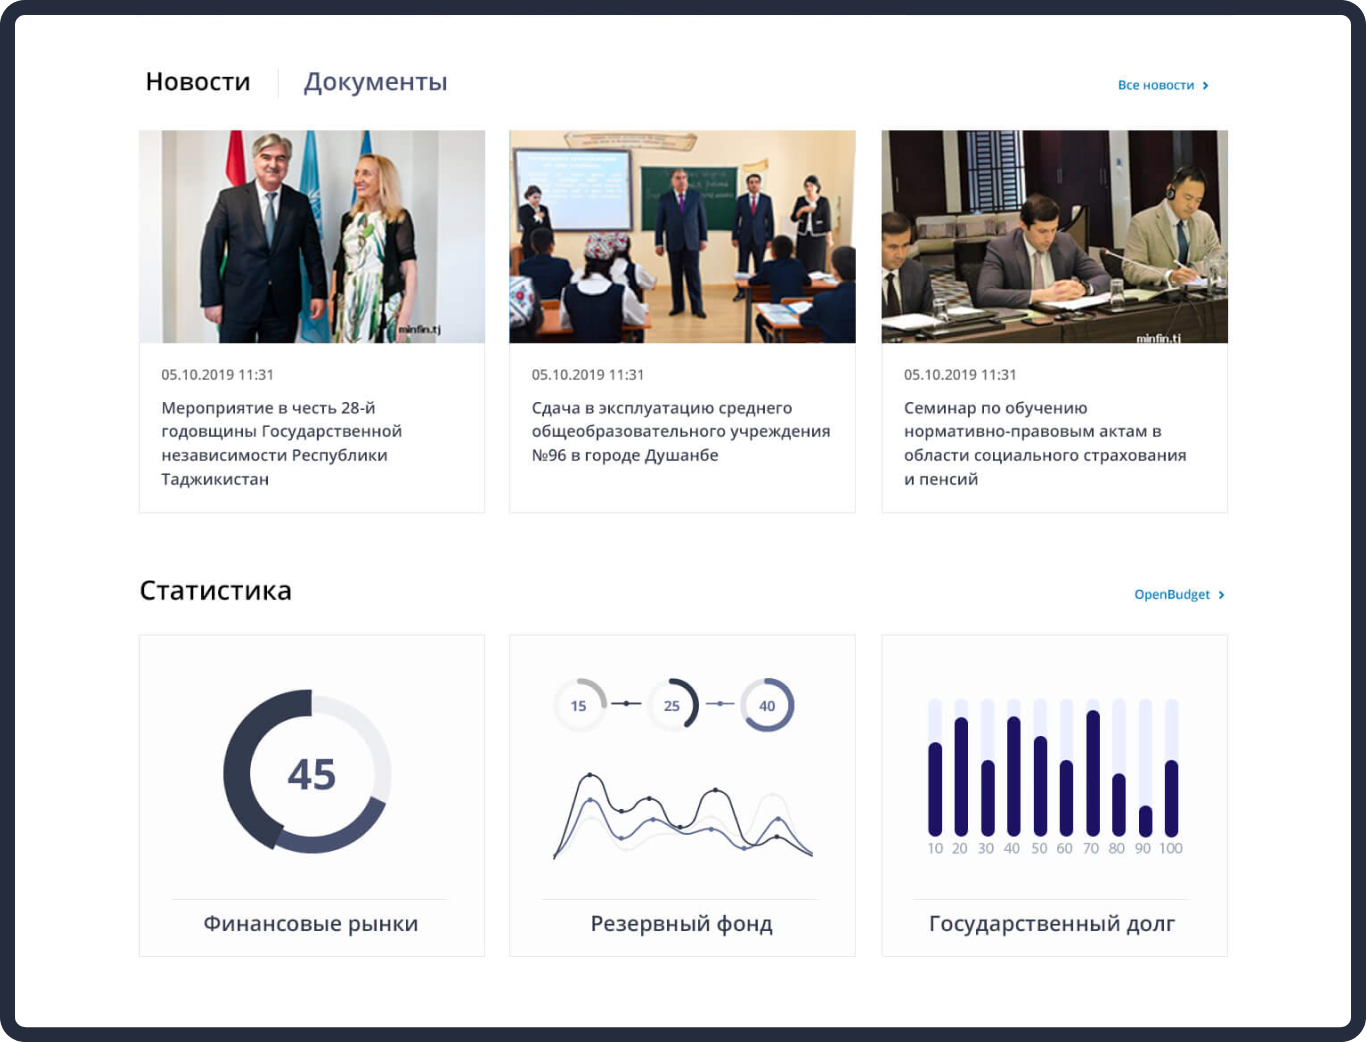 Новости
Документы
Все новости
minfin.tj
minfin.tj
05.10.2019 11:31
Мероприятие в честь 28-й
годовщины Государственной
независимости Республики
Таджикистан
05.10.2019 11:31
Сдача в эксплуатацию среднего
общеобразовательного учреждения
№96 в городе Душанбе
05.10.2019 11:31
Семинар по обучению
нормативно-правовым актам в
области социального страхования
и пенсий
Статистика
OpenBudget
45
Финансовые рынки
15
25
40
Резервный фонд
10 20 30 40 50 60 70 80 90 100
Государственный долг